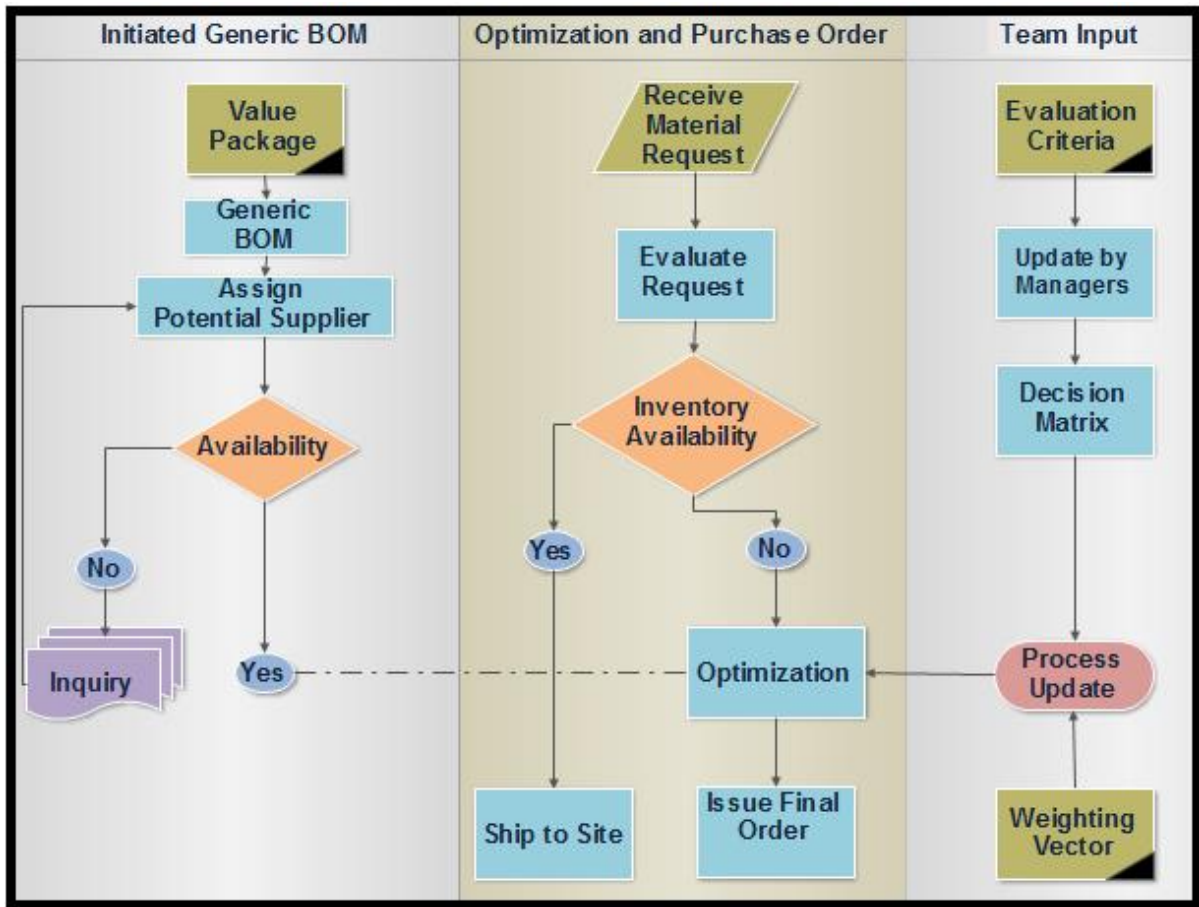 Initiated Generic BOM
Value
Package
Generic
BOM
Assign
Potential Supplier
Availability
No
Inquiry
Yes
Optimization and Purchase Order
Receive
Material
Request
Evaluate
Request
Inventory
Availability
Yes
No
Optimization
Ship to Site
Issue Final
Order
Team Input
Evaluation
Criteria
Update by
Managers
Decision
Matrix
Process
Update
Weighting
Vector